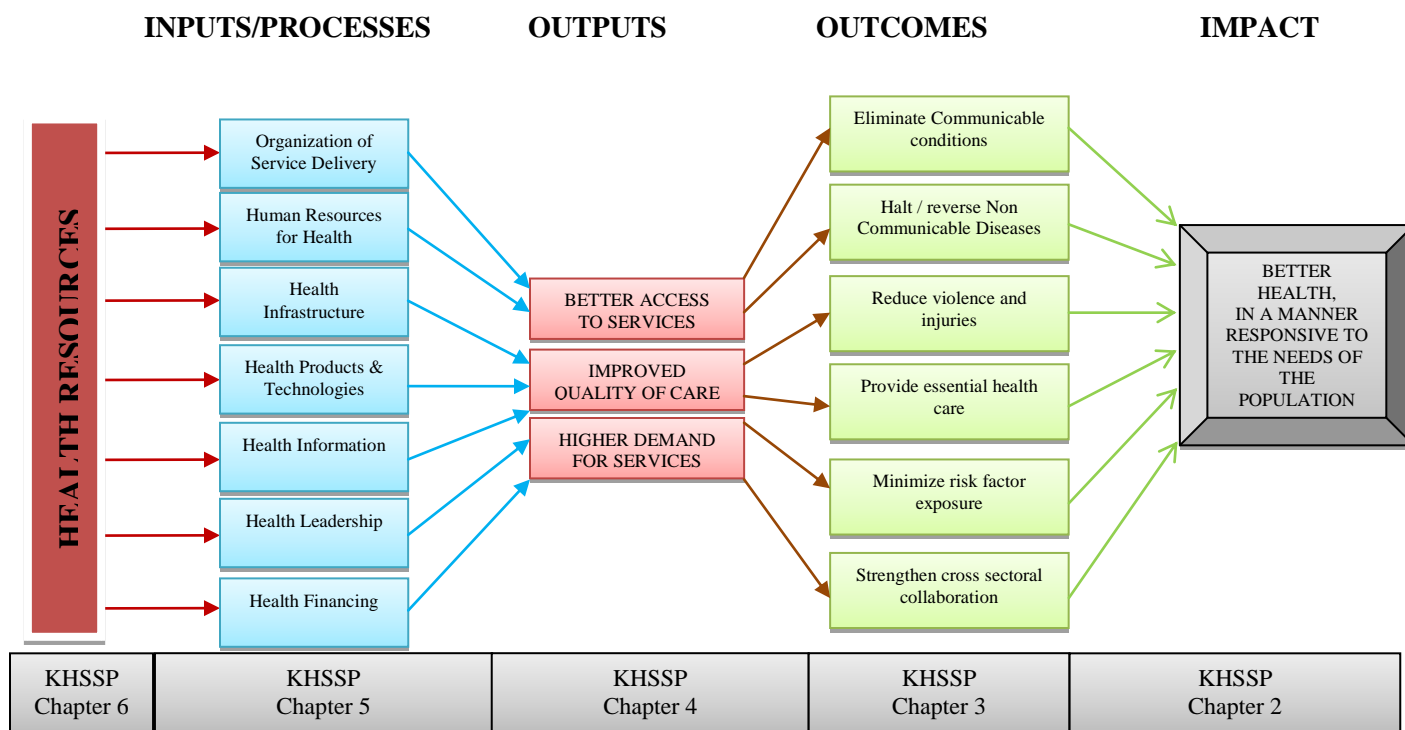 INPUTS/PROCESSES
OUTPUTS
OUTCOMES
IMPACT
HEALTH RESOURCES
Organization of
Service Delivery
Human Resources
for Health
Health
Infrastructure
Health Products &
Technologies
Health Information
Health Leadership
Health Financing
BETTER ACCESS
TO SERVICES
IMPROVED
QUALITY OF CARE
HIGHER DEMAND
FOR SERVICES
Eliminate Communicable
conditions
Halt / reverse Non
Communicable Diseases
Reduce violence and
injuries
Provide essential health
care
Minimize risk factor
exposure
Strengthen cross sectoral
collaboration
BETTER
HEALTH,
IN A MANNER
RESPONSIVE TO
THE NEEDS OF
THE
POPULATION
KHSSP
Chapter 6
KHSSP
Chapter 5
KHSSP
Chapter 4
KHSSP
Chapter 3
KHSSP
Chapter 2